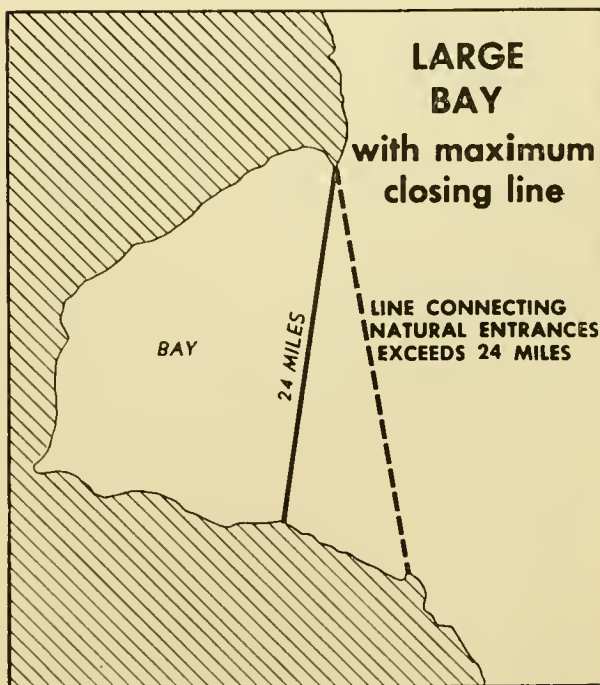 LARGE
BAY
with maximum
closing line
LINE CONNECTING
NATURAL ENTRANCES
EXCEEDS 24 MILES
BAY
24 MILES